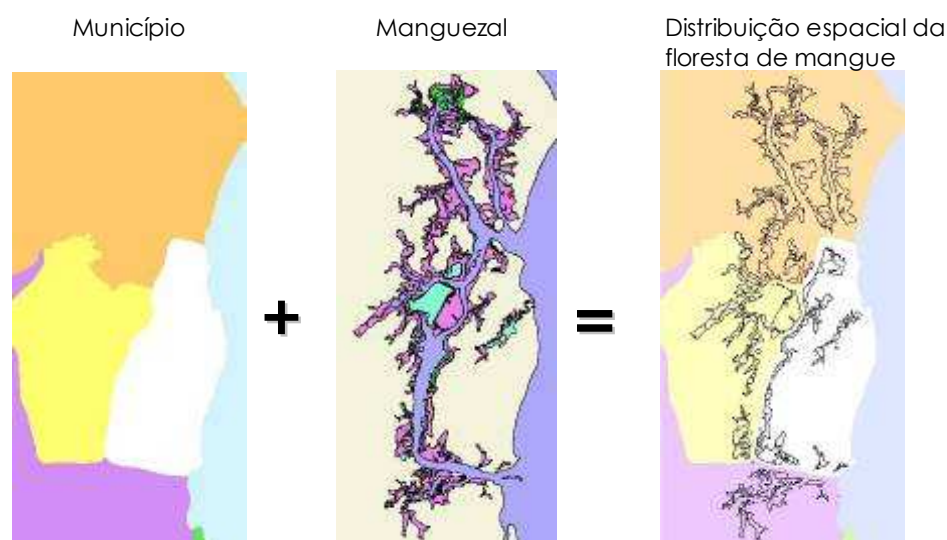 Município
Manguezal
Distribuição espacial da
floresta de mangue
+
=